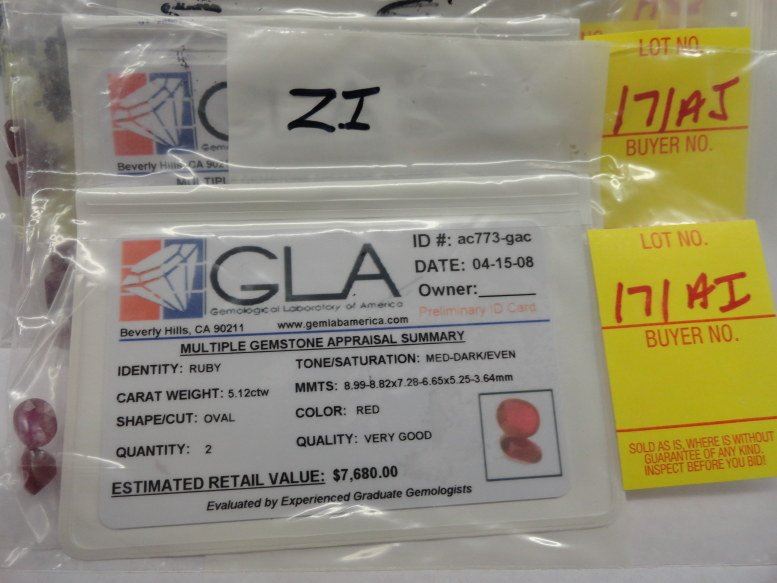 ZI
LOT NO.
171AJ
BUYER NO.
Beverly Hills, CA 902
MULTIPL
GLA
Gemological Laboratory of America
Beverly Hills, CA 90211 www.gemlabamerica.com
ID #: ac773-gac
DATE: 04-15-08
Owner:
Preliminary ID Card
MULTIPLE GEMSTONE APPRAISAL SUMMARY
IDENTITY: RUBY
TONE/SATURATION: MED-DARK/EVEN
CARAT WEIGHT: 5.12ctw
MMTS: 8.99-8.82x7.28-6.65x5.25-3.64mm
SHAPE/CUT: OVAL
COLOR: RED
QUANTITY: 2
QUALITY: VERY GOOD
ESTIMATED RETAIL VALUE: $7,680.00
Evaluated by Experienced Graduate Gemologists
LOT NO.
171AI
BUYER NO.
SOLD AS IS, WHERE IS WITHOUT
GUARANTEE OF ANY KIND.
INSPECT BEFORE YOU BID!